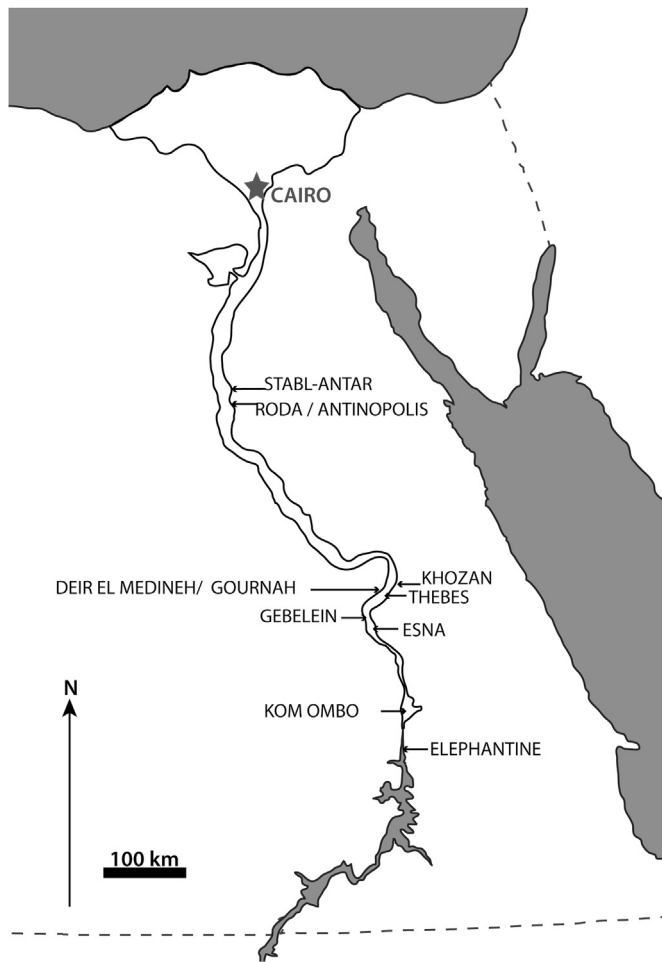 CAIRO
STABL-ANTAR
RODA / ANTINOPOLIS
KHOZAN
DEIR EL MEDINEH/ GOURNAH
THEBES
GEBELEIN
ESNA
N
KOM OMBO
ELEPHANTINE
100 km